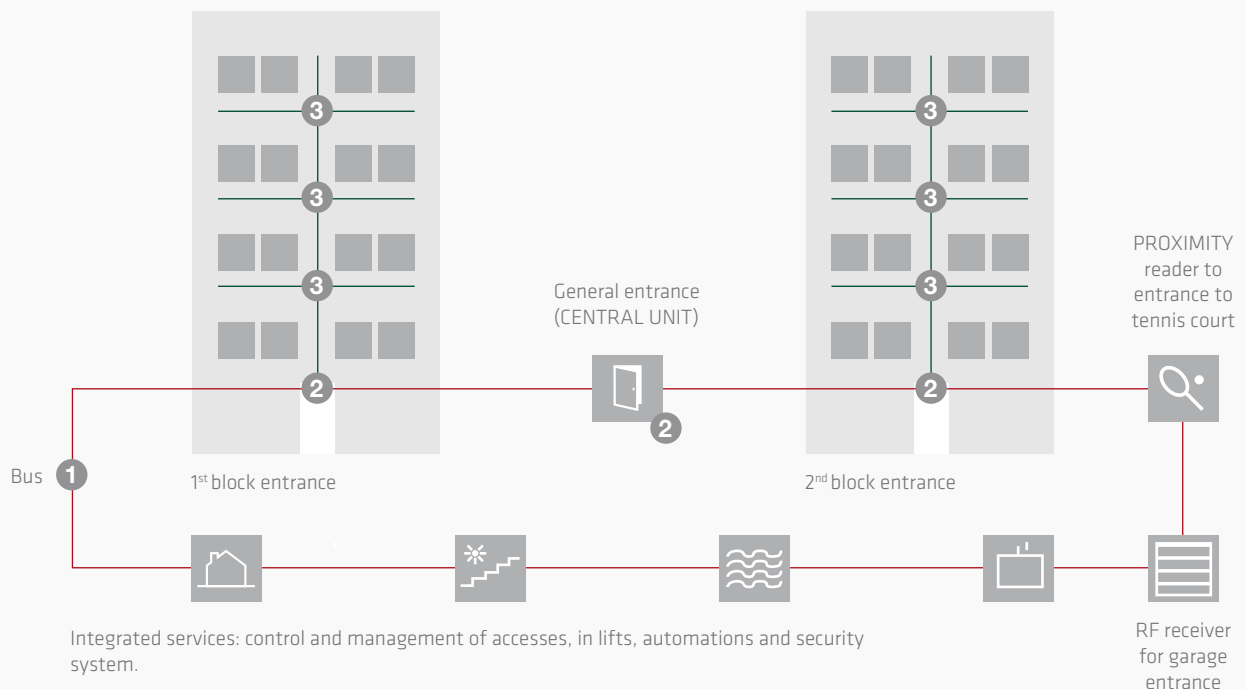 3
3
3
3
3
3
PROXIMITY
reader to
entrance to
tennis court
General entrance
(CENTRAL UNIT)
2
2
2
Bus
1
1st block entrance
2nd block entrance
Integrated services: control and management of accesses, in lifts, automations and security
system.
RF receiver
for garage
entrance